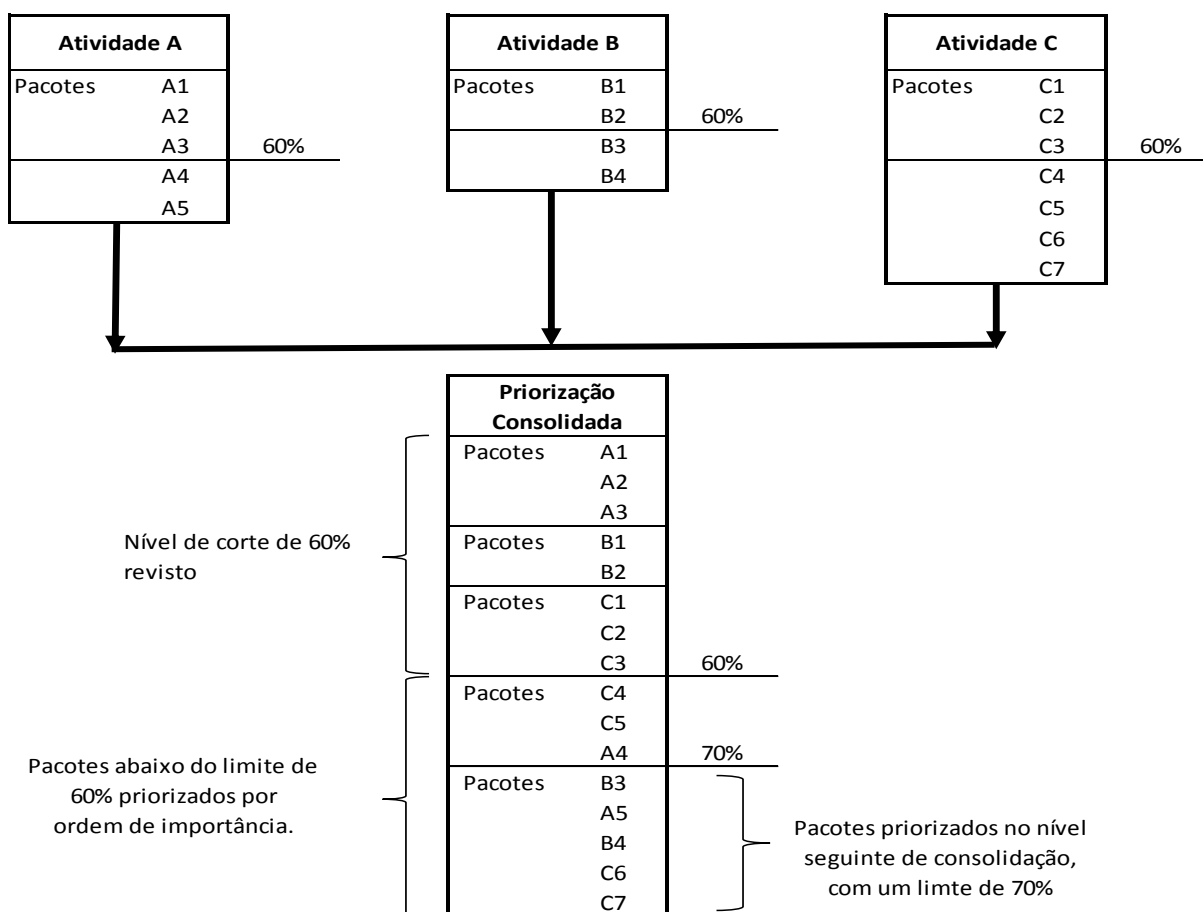 Atividade A
Pacotes A1
A2
A3 60%
A4
A5
Atividade B
Pacotes B1
B2 60%
B3
B4
Atividade C
Pacotes C1
C2
C3 60%
C4
C5
C6
C7
Priorização
Consolidada
Pacotes A1
A2
A3
Pacotes B1
B2
Pacotes C1
C2
C3 60%
Pacotes C4
C5
A4 70%
Pacotes B3
A5
B4
C6
C7
Nível de corte de 60%
revisto
Pacotes abaixo do limite de
60% priorizados por
ordem de importância.
Pacotes priorizados no nível
seguinte de consolidação,
com um limte de 70%